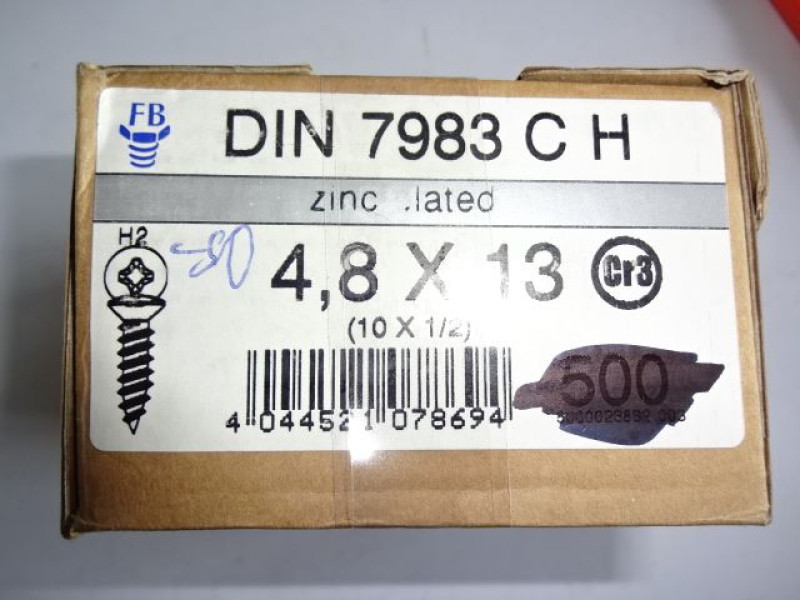 FB
DIN 7983 C H
zinc .lated
H2
4,8 X 13
Cr3
(10 X 1/2)
500
4 044521 078694